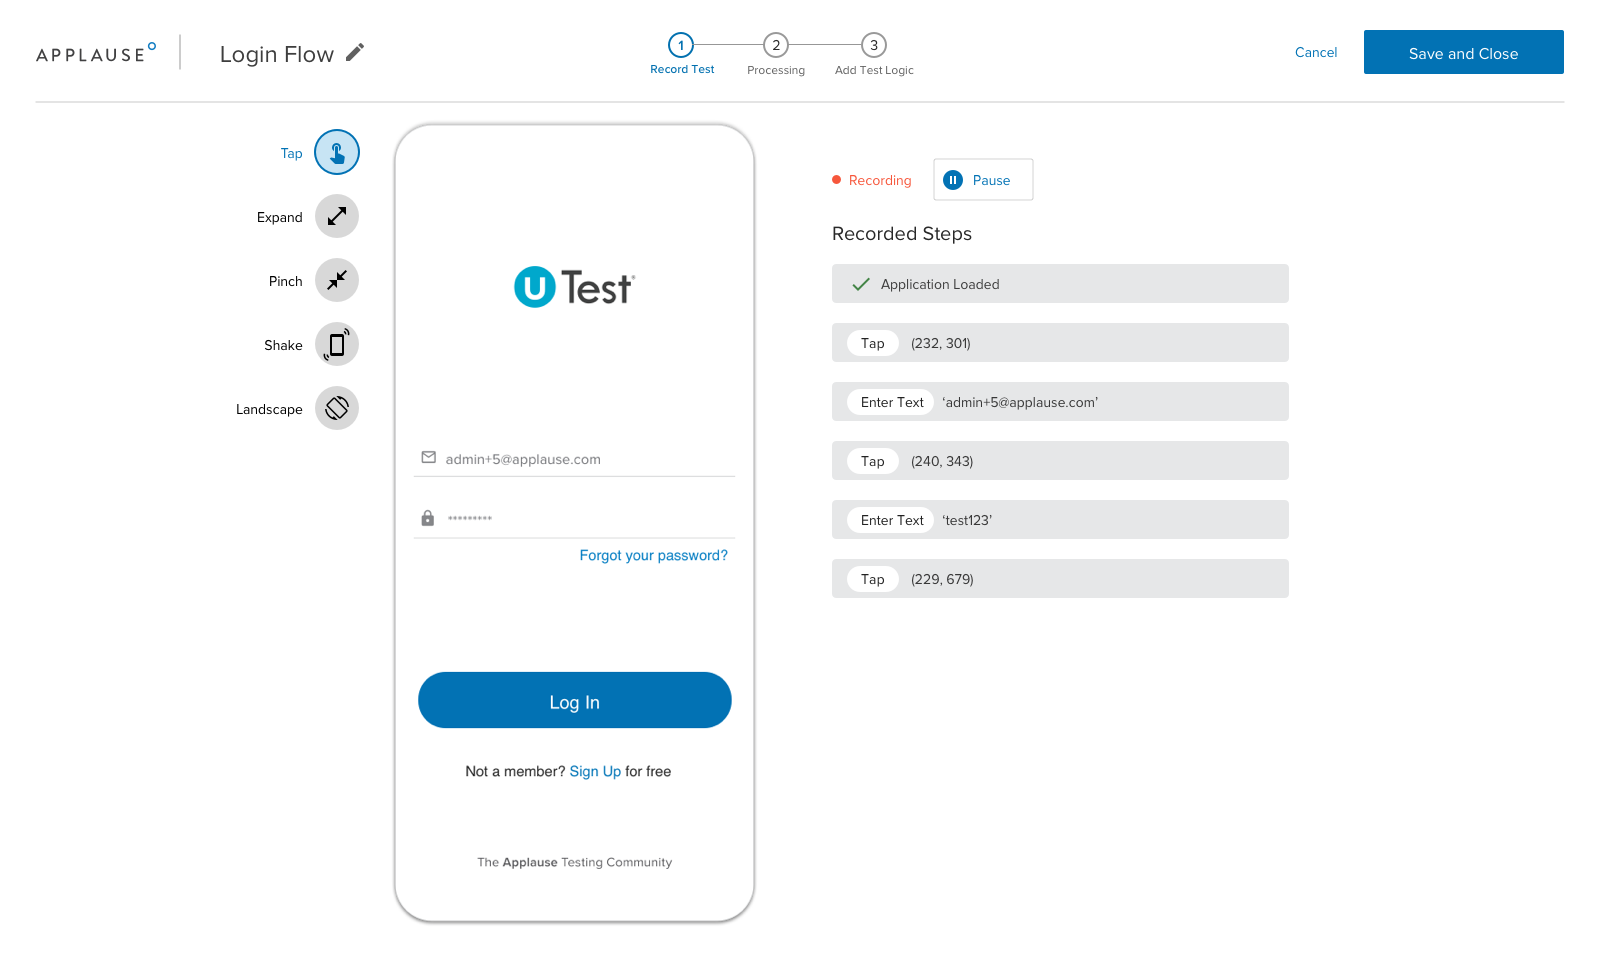 APPLAUSE
Login Flow
1
2
3
Record Test
Processing
Add Test Logic
Cancel
Save and Close
Tap
Expand
Pinch
Shake
Landscape
u Test®
admin+5@applause.com
*********
Forgot your password?
Log In
Not a member? Sign Up for free
The Applause Testing Community
Recording
Pause
Recorded Steps
Application Loaded
Tap (232, 301)
Enter Text ‘admin+5@applause.com’
Tap (240, 343)
Enter Text ‘test123’
Tap (229, 679)